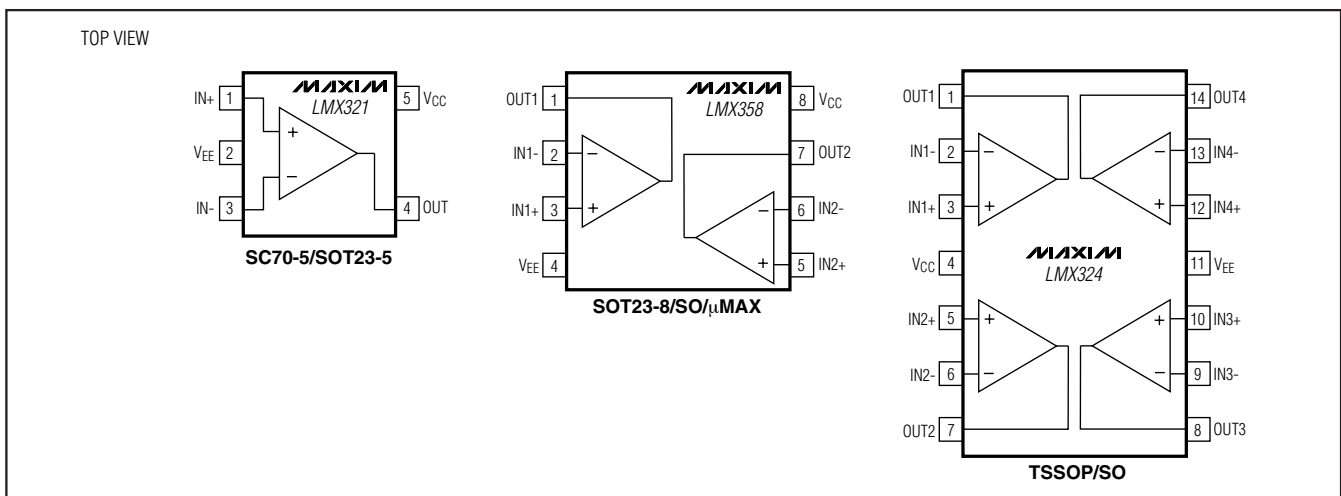 TOP VIEW
MAXIM
LMX321
IN+ 1
5 VCC
+
VEE 2
−
IN- 3
4 OUT
SC70-5/SOT23-5
MAXIM
LMX358
OUT1 1
8 VCC
7 OUT2
IN1- 2 −
IN1+ 3 +
− 6 IN2-
VEE 4
+ 5 IN2+
SOT23-8/SO/μMAX
OUT1 1
14 OUT4
IN1- 2 −
− 13 IN4-
IN1+ 3 +
+ 12 IN4+
VCC 4
MAXIM
LMX324
11 VEE
IN2+ 5 +
+ 10 IN3+
IN2- 6 −
− 9 IN3-
OUT2 7
8 OUT3
TSSOP/SO